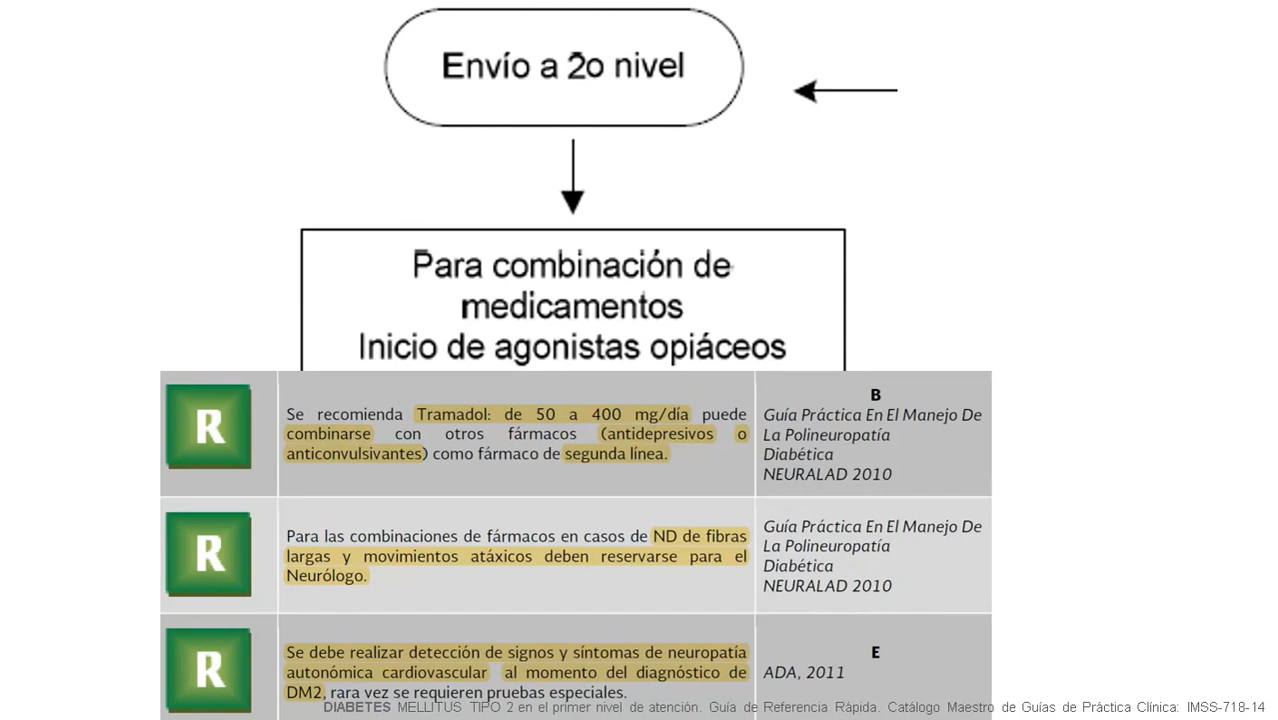 Envío a 2o nivel
Para combinación de
medicamentos
Inicio de agonistas opiáceos
R
Se recomienda Tramadol: de 50 a 400 mg/día puede
combinarse con otros fármacos (antidepresivos o
anticonvulsivantes) como fármaco de segunda línea.
B
Guía Práctica En El Manejo De
La Polineuropatía
Diabética
NEURALAD 2010
R
Para las combinaciones de fármacos en casos de ND de fibras
largas y movimientos atáxicos deben reservarse para el
Neurólogo.
Guía Práctica En El Manejo De
La Polineuropatía
Diabética
NEURALAD 2010
R
Se debe realizar detección de signos y síntomas de neuropatía
autonómica cardiovascular al momento del diagnóstico de
DM2, rara vez se requieren pruebas especiales.
E
ADA, 2011
DIABETES MELLITUS TIPO 2 en el primer nivel de atención. Guía de Referencia Rápida. Catálogo Maestro de Guías de Práctica Clínica: IMSS-718-14